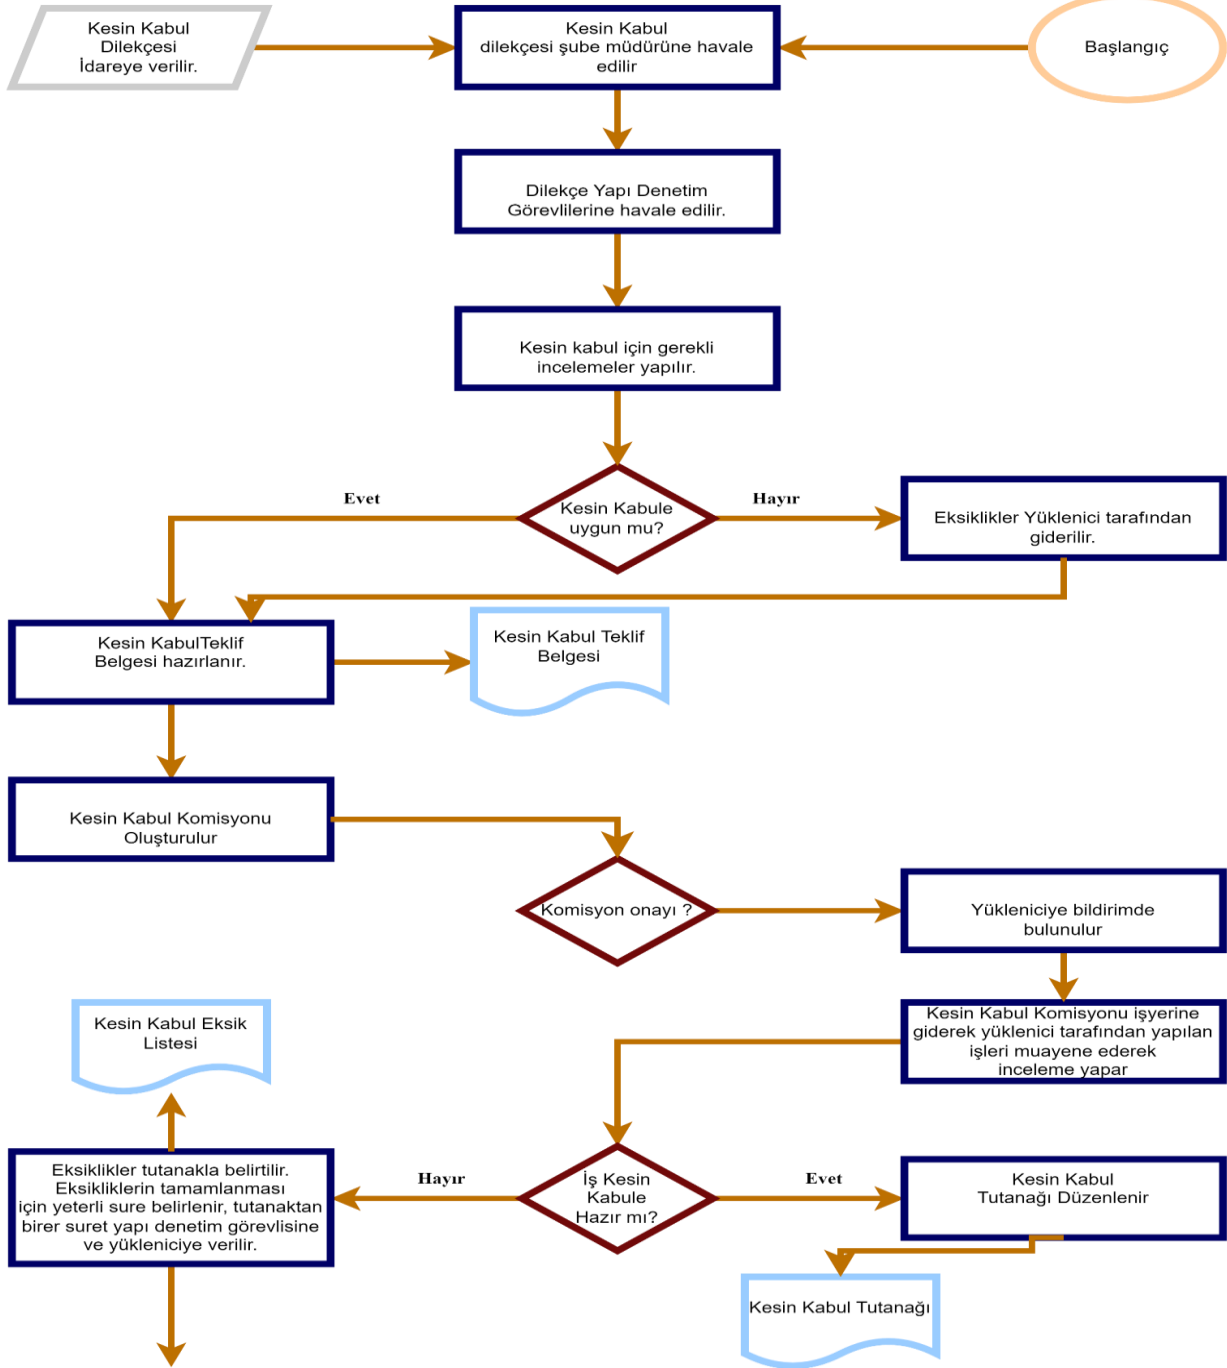 Kesin Kabul
Dilekçesi
İdareye verilir.
Kesin Kabul
dilekçesi şube müdürüne havale
edilir
Başlangıç
Dilekçe Yapı Denetim
Görevlilerine havale edilir.
Kesin kabul için gerekli
incelemeler yapılır.
Evet
Kesin Kabule
uygun mu?
Hayır
Eksiklikler Yüklenici tarafından
giderilir.
Kesin KabulTeklif
Belgesi hazırlanır.
Kesin Kabul Teklif
Belgesi
Kesin Kabul Komisyonu
Oluşturulur
Komisyon onayı ?
Yükleniciye bildirimde
bulunulur
Kesin Kabul Eksik
Listesi
Kesin Kabul Komisyonu işyerine
giderek yüklenici tarafından yapılan
işleri muayene ederek
inceleme yapar
Eksiklikler tutanakla belirtilir.
Eksikliklerin tamamlanması
için yeterli sure belirlenir, tutanaktan
birer suret yapı denetim görevlisine
ve yükleniciye verilir.
Hayır
İş Kesin
Kabule
Hazır mı?
Evet
Kesin Kabul
Tutanağı Düzenlenir
Kesin Kabul Tutanağı